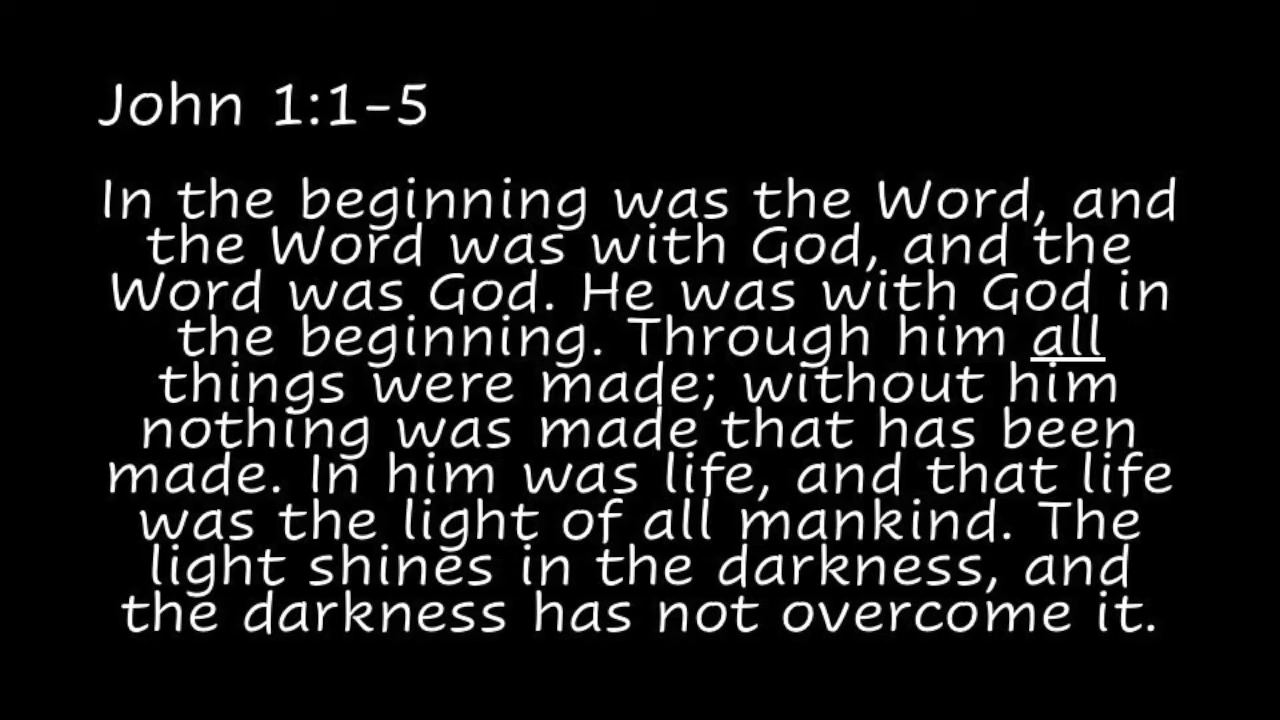 John 1:1-5
In the beginning was the Word, and
the Word was with God, and the
Word was God. He was with God in
the beginning. Through him all
things were made; without him
nothing was made that has been
made. In him was life, and that life
was the light of all mankind. The
light shines in the darkness, and
the darkness has not overcome it.